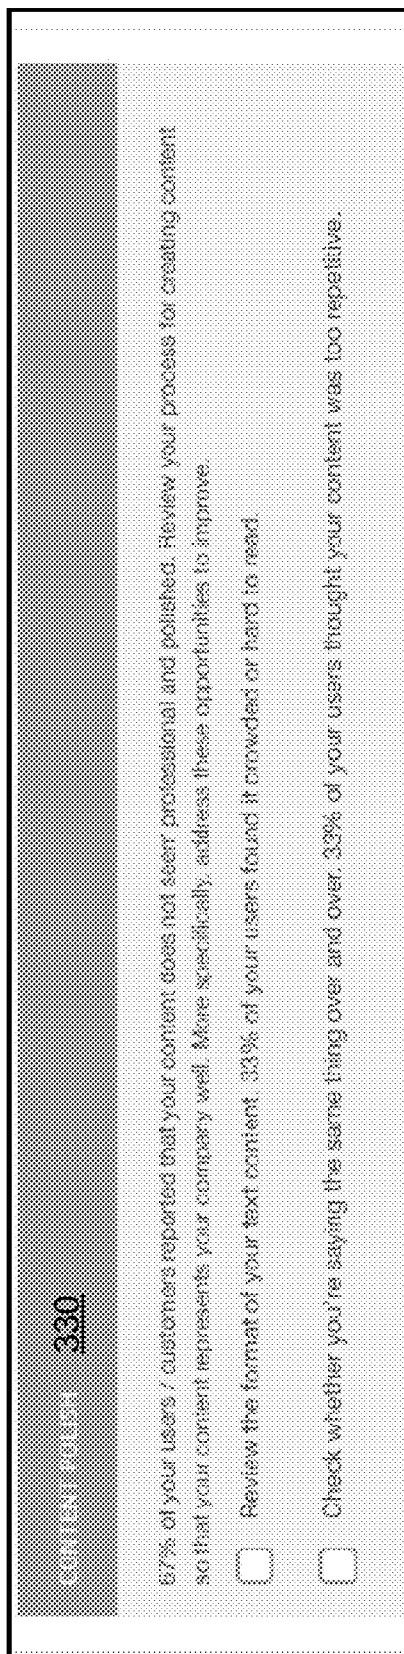 CONTENT POLISH 330
67% of your users / customers reported that your content does not seem professional and polished. Review your process for creating content
so that your content represents your company well. More specifically, address these opportunities to improve.
Review the format of your text content. 33% of your users found it crowded or hard to read.
Check whether you're saying the same thing over and over. 33% of your users thought your content was too repetitive.